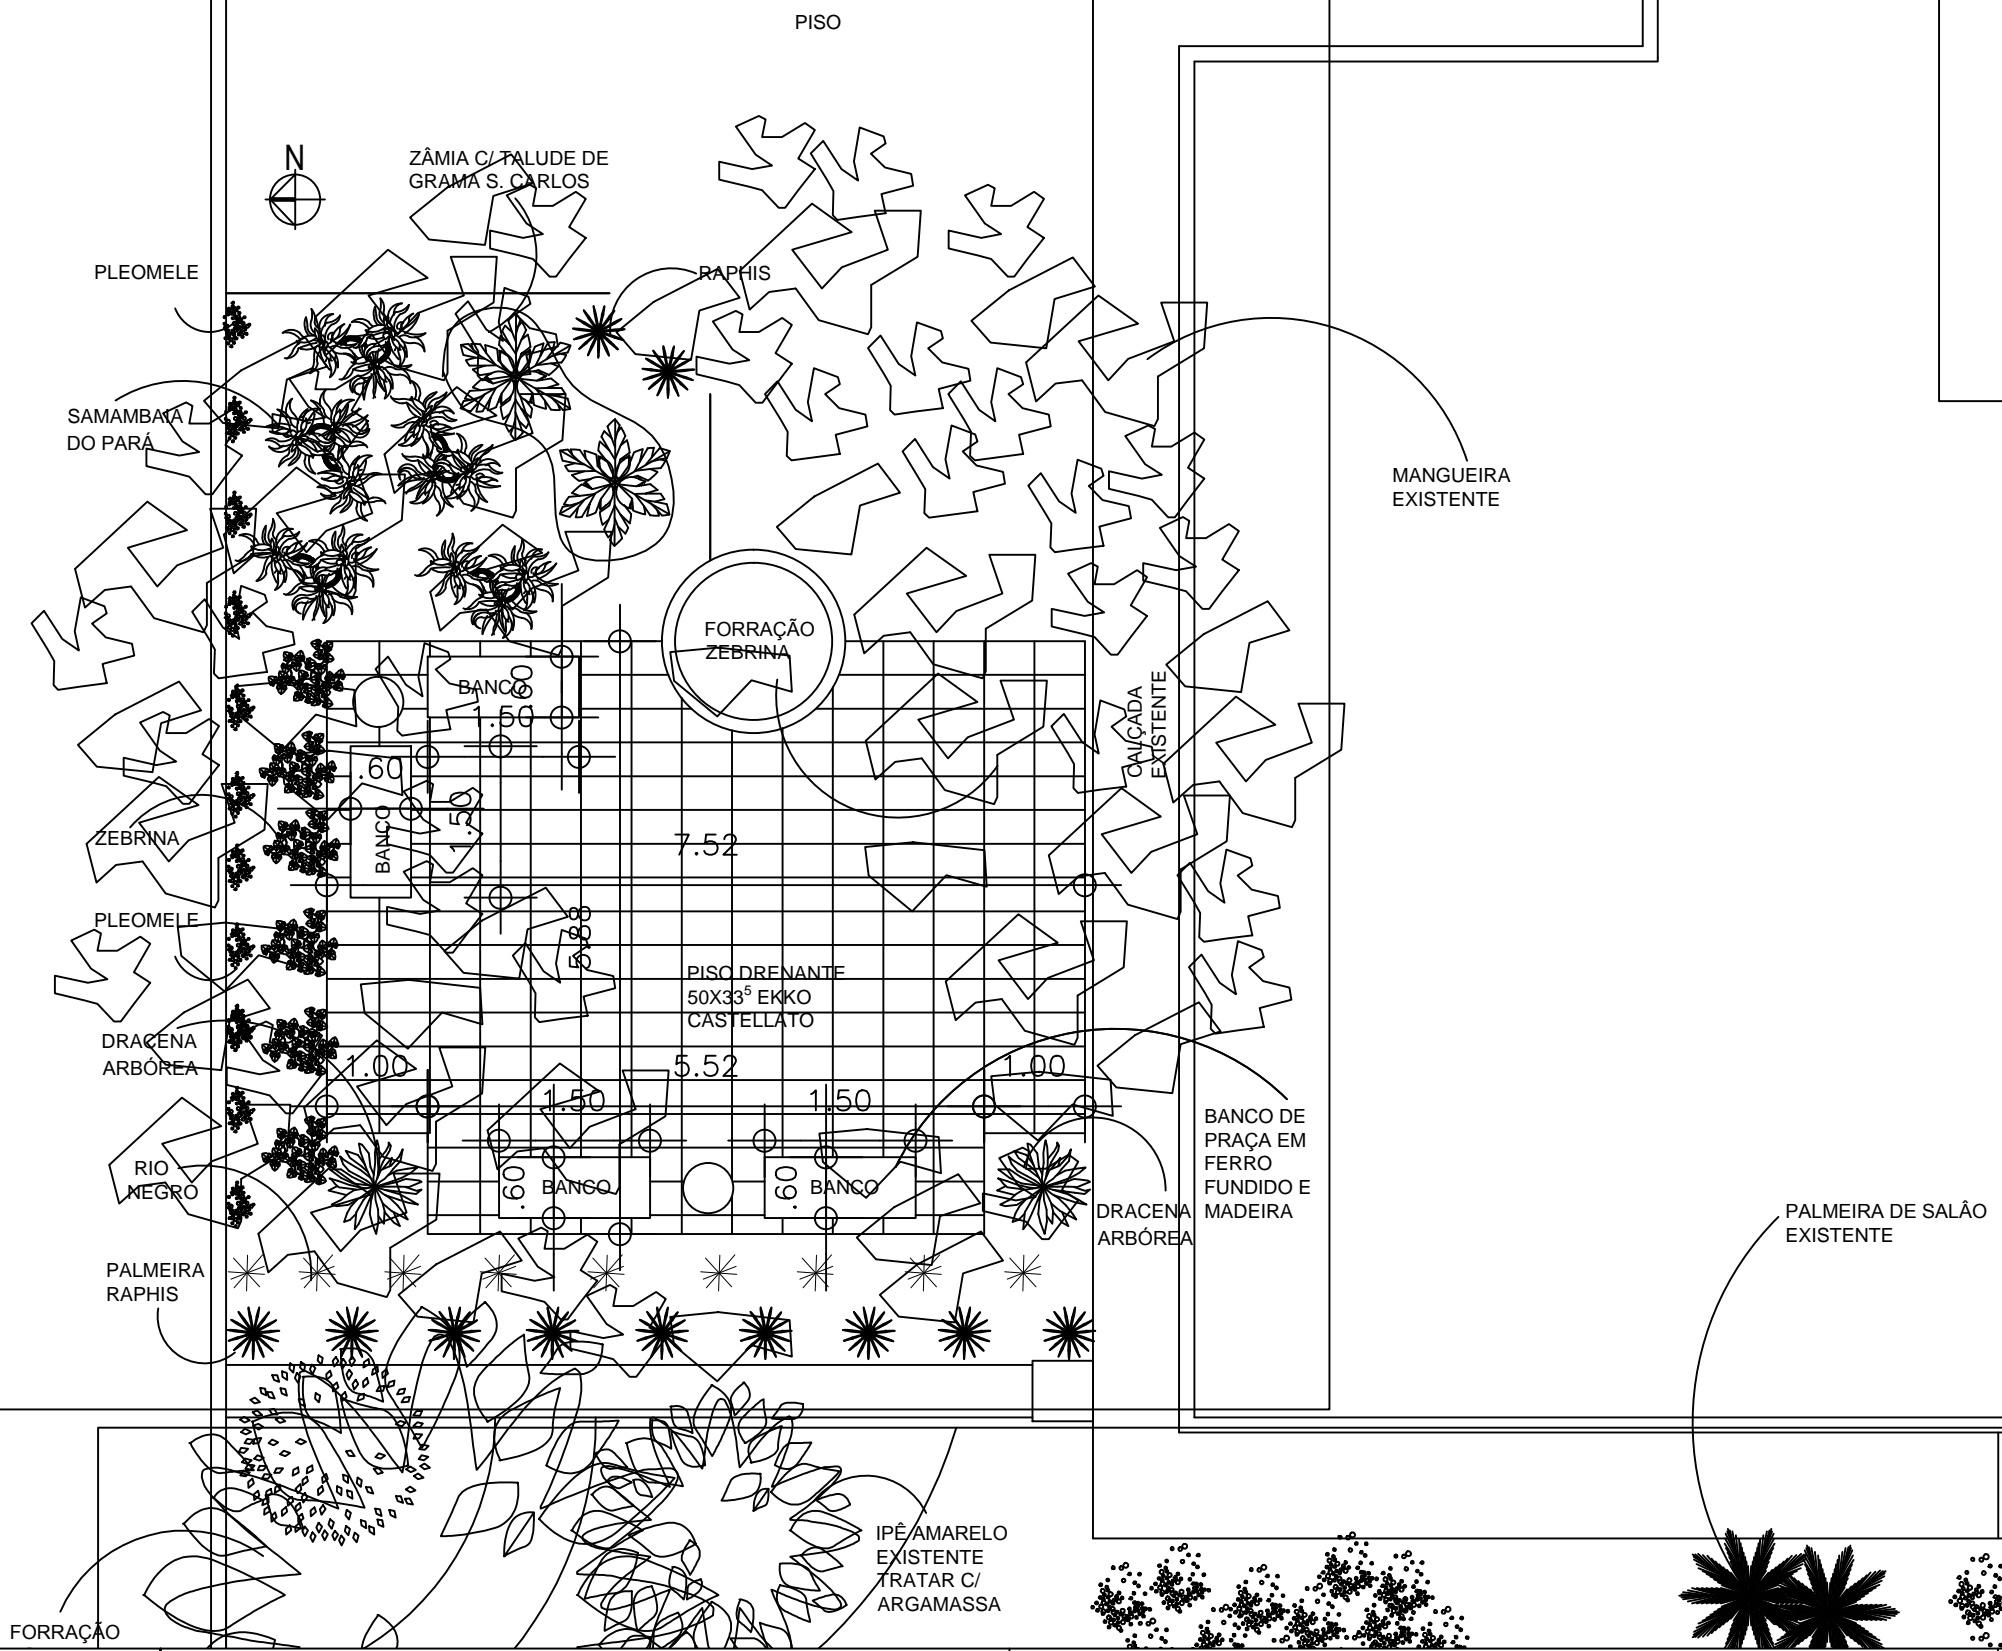 PISO
N
ZÂMIA C/ TALUDE DE
GRAMA S. CARLOS
PLEOMELE
RAPHIS
SAMAMBAIA
DO PARÁ
MANGUEIRA
EXISTENTE
FORRAÇÃO
ZEBRINA
BANCO
.60
1.50
CALÇADA
EXISTENTE
.60
BANCO
1.50
ZEBRINA
7.52
PLEOMELE
5.88
PISO DRENANTE
50X33⁵ EKKO
CASTELLATO
DRACENA
ARBÓREA
1.00
5.52
1.00
1.50
1.50
BANCO DE
PRAÇA EM
FERRO
FUNDIDO E
MADEIRA
RIO
NEGRO
.60
BANCO
.60
BANCO
DRACENA
ARBÓREA
PALMEIRA DE SALÂO
EXISTENTE
PALMEIRA
RAPHIS
IPÊ AMARELO
EXISTENTE
TRATAR C/
ARGAMASSA
FORRAÇÃO